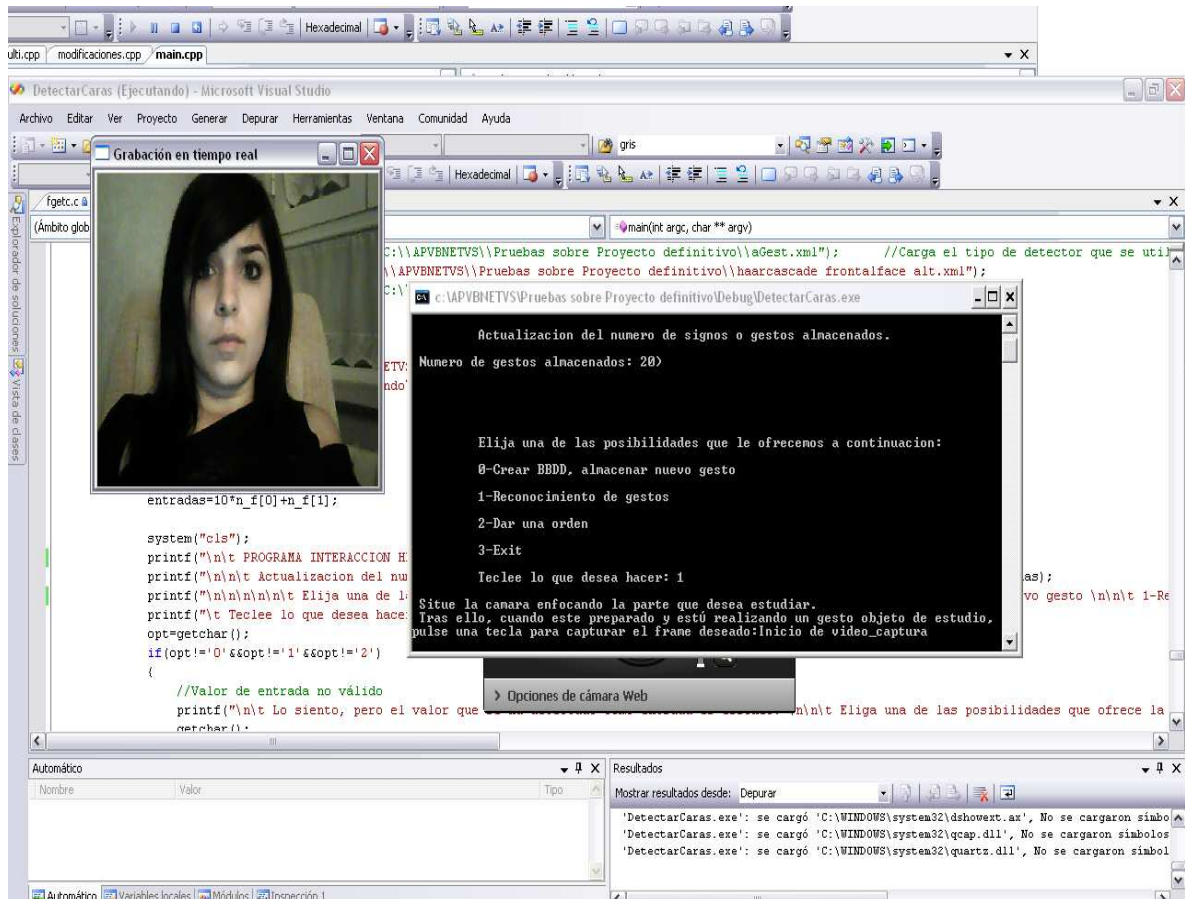 Hexadecimal
ulti.cpp modificaciones.cpp main.cpp
DetectarCaras (Ejecutando) - Microsoft Visual Studio
Archivo Editar Ver Proyecto Generar Depurar Herramientas Ventana Comunidad Ayuda
gris
Grabación en tiempo real
Hexadecimal
fgetc.c
(Ámbito glob
main(int argc, char ** argv)
Explorador de soluciones
Vista de clases
C:\\APVBNETVS\\Pruebas sobre Proyecto definitivo\\aGest.xml"); //Carga el tipo de detector que se util
\\APVBNETVS\\Pruebas sobre Proyecto definitivo\\haarcascade frontalface alt.xml");
C:\
ETVS
ndo
entradas=10*n_f[0]+n_f[1];
system("cls");
printf("\n\t PROGRAMA INTERACCION H
printf("\n\n\t Actualizacion del num
as);
printf("\n\n\n\n\t Elija una de la
vo gesto \n\n\t 1-Re
printf("\t Teclee lo que desea hace
opt=getchar();
if(opt!='0'&&opt!='1'&&opt!='2')
{
//Valor de entrada no válido
printf("\n\t Lo siento, pero el valor que
n\n\t Eliga una de las posibilidades que ofrece la
getchar();
c:\APVBNETVS\Pruebas sobre Proyecto definitivo\Debug\DetectarCaras.exe
Actualizacion del numero de signos o gestos almacenados.
Numero de gestos almacenados: 20)
Elija una de las posibilidades que le ofrecemos a continuacion:
0-Crear BBDD, almacenar nuevo gesto
1-Reconocimiento de gestos
2-Dar una orden
3-Exit
Teclee lo que desea hacer: 1
Situe la camara enfocando la parte que desea estudiar.
Tras ello, cuando este preparado y estÚ realizando un gesto objeto de estudio,
pulse una tecla para capturar el frame deseado:Inicio de video_captura
Opciones de cámara Web
Automático
Nombre Valor Tipo
Resultados
Mostrar resultados desde: Depurar
'DetectarCaras.exe': se cargó 'C:\WINDOWS\system32\dshowext.ax', No se cargaron símbo
'DetectarCaras.exe': se cargó 'C:\WINDOWS\system32\qcap.dll', No se cargaron símbolos
'DetectarCaras.exe': se cargó 'C:\WINDOWS\system32\quartz.dll', No se cargaron símbol
Automático Variables locales Módulos Inspección 1